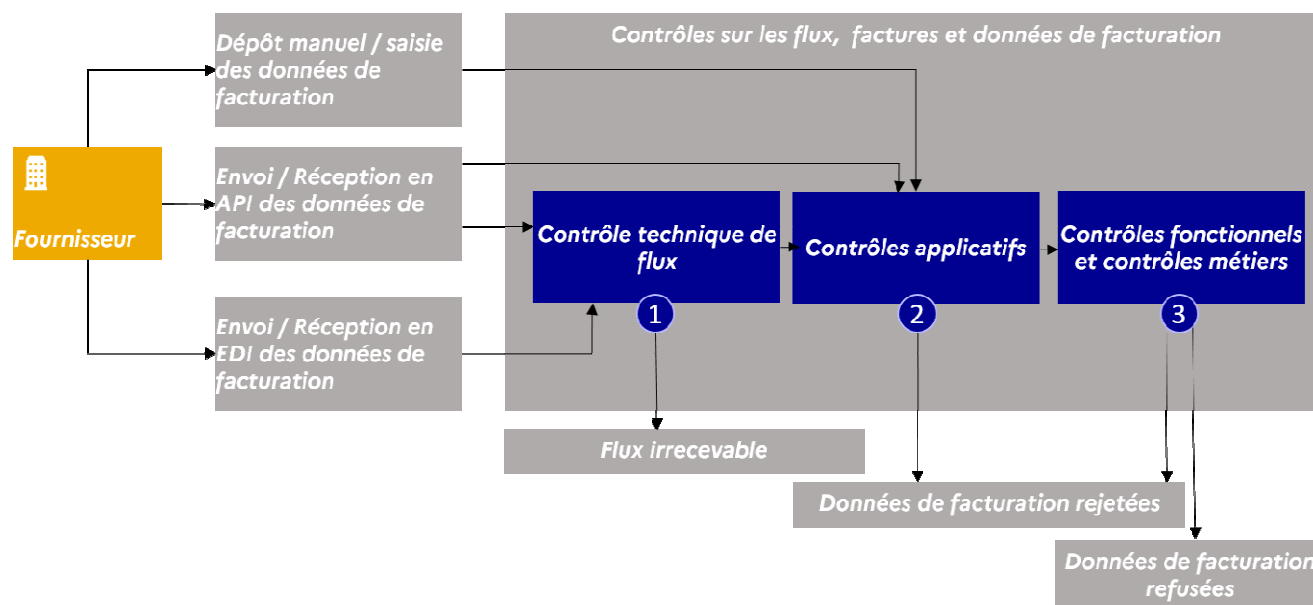 Dépôt manuel / saisie
des données de
facturation
Contrôles sur les flux, factures et données de facturation
Fournisseur
Envoi / Réception en
API des données de
facturation
Contrôle technique de
flux
1
Contrôles applicatifs
2
Contrôles fonctionnels
et contrôles métiers
3
Envoi / Réception en
EDI des données de
facturation
Flux irrecevable
Données de facturation rejetées
Données de facturation
refusées